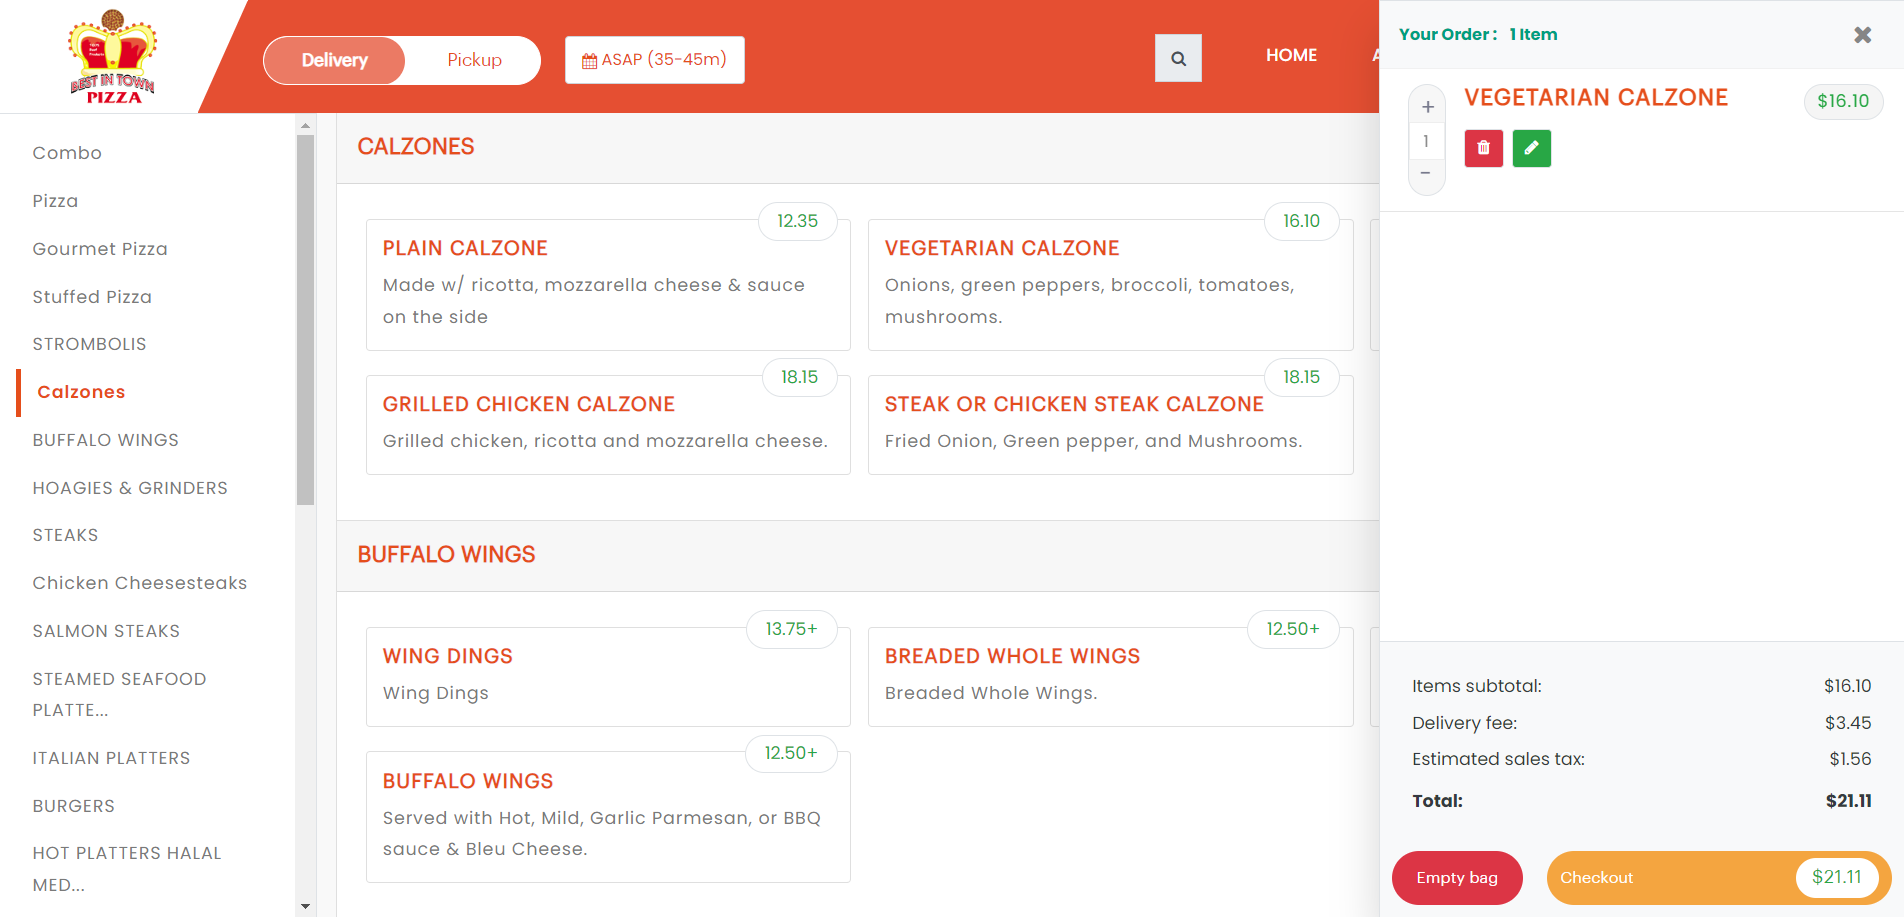 BEST IN TOWN
PIZZA
Delivery
Pickup
ASAP (35-45m)
HOME
Combo
Pizza
Gourmet Pizza
Stuffed Pizza
STROMBOLIS
Calzones
BUFFALO WINGS
HOAGIES & GRINDERS
STEAKS
Chicken Cheesesteaks
SALMON STEAKS
STEAMED SEAFOOD
PLATTE...
ITALIAN PLATTERS
BURGERS
HOT PLATTERS HALAL
MED...
CALZONES
12.35
PLAIN CALZONE
Made w/ ricotta, mozzarella cheese & sauce
on the side
16.10
VEGETARIAN CALZONE
Onions, green peppers, broccoli, tomatoes,
mushrooms.
18.15
GRILLED CHICKEN CALZONE
Grilled chicken, ricotta and mozzarella cheese.
18.15
STEAK OR CHICKEN STEAK CALZONE
Fried Onion, Green pepper, and Mushrooms.
BUFFALO WINGS
13.75+
WING DINGS
Wing Dings
12.50+
BREADED WHOLE WINGS
Breaded Whole Wings.
12.50+
BUFFALO WINGS
Served with Hot, Mild, Garlic Parmesan, or BBQ
sauce & Bleu Cheese.
Your Order : 1 Item
+
1
-
VEGETARIAN CALZONE
$16.10
Items subtotal: $16.10
Delivery fee: $3.45
Estimated sales tax: $1.56
Total: $21.11
Empty bag
Checkout
$21.11